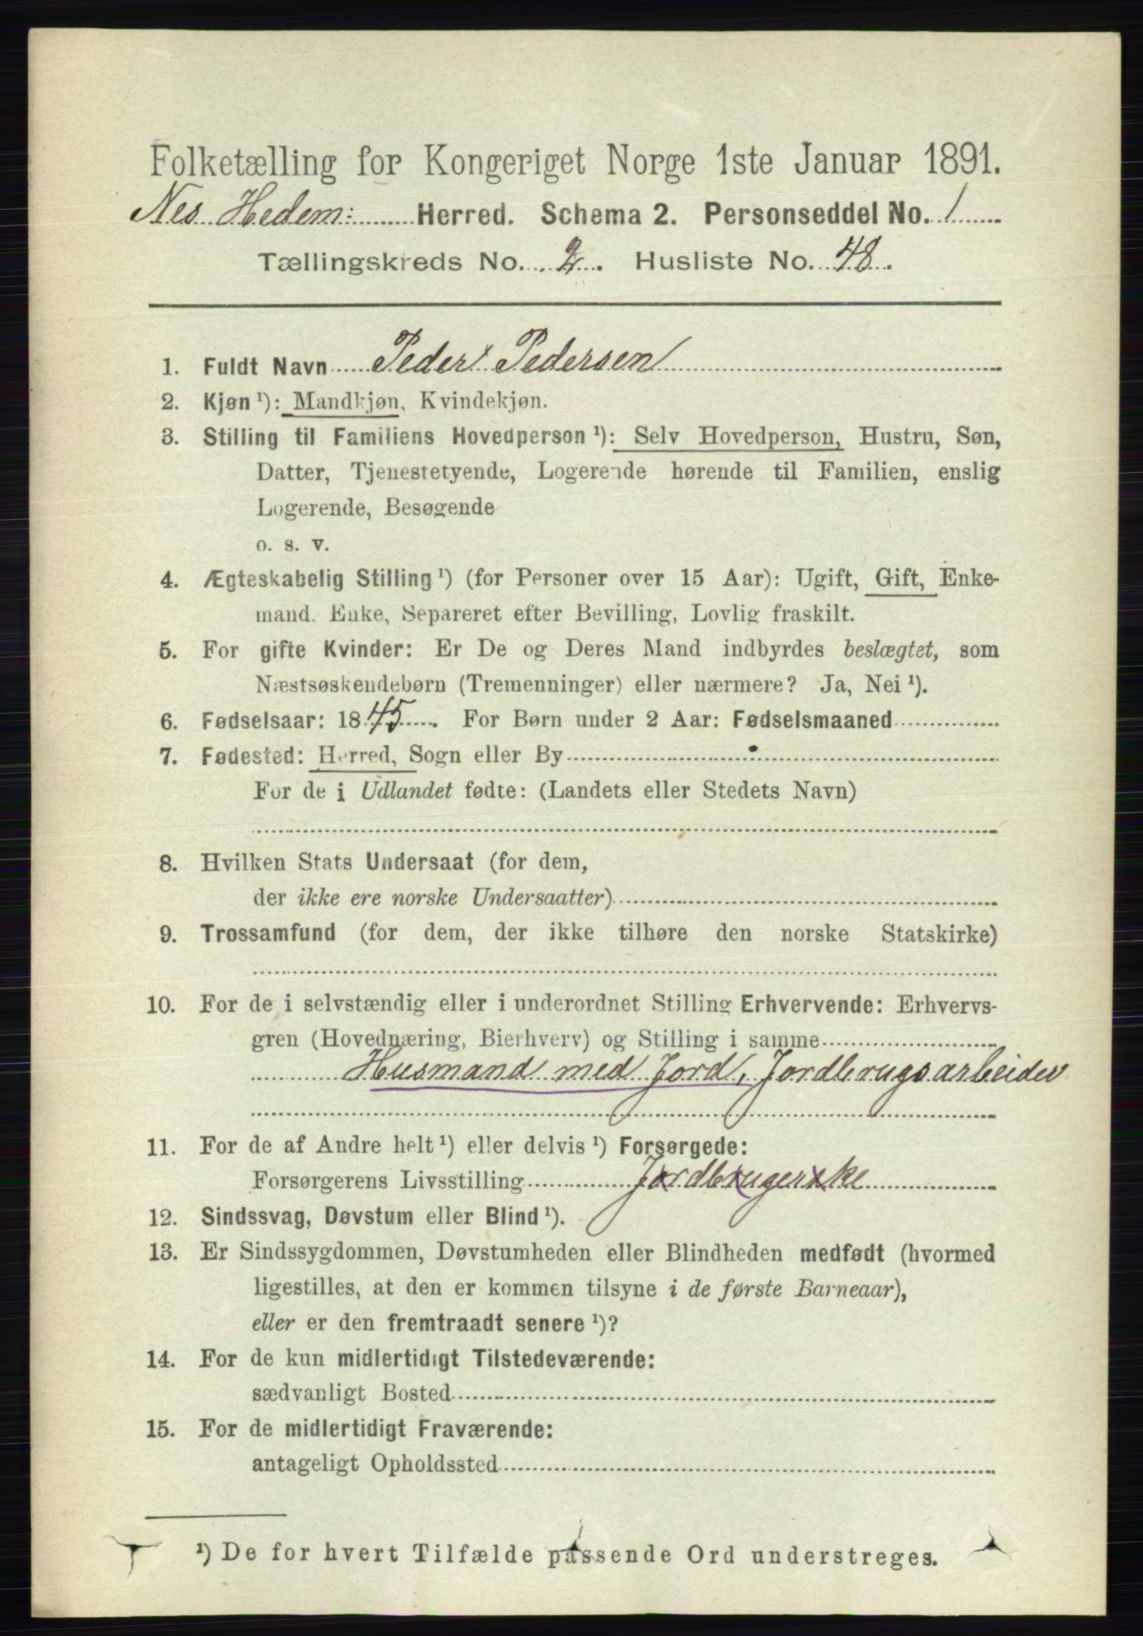 Folketælling for Kongeriget Norge 1ste Januar 1891.
Nes Hedem: Herred. Schema 2. Personseddel No. 1
Tællingskreds No. 2. Husliste No. 48.
1. Fuldt Navn Peder Pedersen
2. Kjøn ¹): Mandkjøn, Kvindekjøn.
3. Stilling til Familiens Hovedperson ¹): Selv Hovedperson, Hustru, Søn,
Datter, Tjenestetyende, Logerende hørende til Familien, enslig
Logerende, Besøgende
o. s. v.
4. Ægteskabelig Stilling ¹) (for Personer over 15 Aar): Ugift, Gift, Enke-
mand. Enke, Separeret efter Bevilling, Lovlig fraskilt.
5. For gifte Kvinder: Er De og Deres Mand indbyrdes beslægtet, som
Næstsøskendebørn (Tremenninger) eller nærmere? Ja, Nei ¹).
6. Fødselsaar: 1845. For Børn under 2 Aar: Fødselsmaaned
7. Fødested: Herred, Sogn eller By
For de i Udlandet fødte: (Landets eller Stedets Navn)
8. Hvilken Stats Undersaat (for dem,
der ikke ere norske Undersaatter)
9. Trossamfund (for dem, der ikke tilhøre den norske Statskirke)
10. For de i selvstændig eller i underordnet Stilling Erhvervende: Erhvervs-
gren (Hovednæring, Bierhverv) og Stilling i samme
Husmand med Jord, Jordbrugsarbeider
11. For de af Andre helt ¹) eller delvis ¹) Forsørgede:
Forsørgerens Livsstilling Jordbrugerske
12. Sindssvag, Døvstum eller Blind ¹).
13. Er Sindssygdommen, Døvstumheden eller Blindheden medfødt (hvormed
ligestilles, at den er kommen tilsyne i de første Barneaar),
eller er den fremtraadt senere ¹)?
14. For de kun midlertidigt Tilstedeværende:
sædvanligt Bosted
15. For de midlertidigt Fraværende:
antageligt Opholdssted
¹) De for hvert Tilfælde passende Ord understreges.